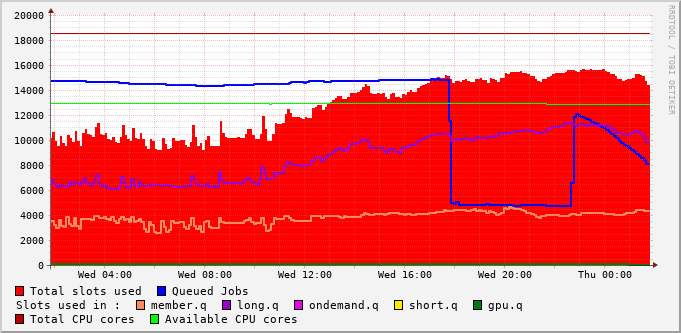 20000
18000
16000
14000
12000
10000
8000
6000
4000
2000
0
Wed 04:00 Wed 08:00 Wed 12:00 Wed 16:00 Wed 20:00 Thu 00:00
RRDTOOL / TOBI OETIKER
Total slots used Queued Jobs
Slots used in : member.q long.q ondemand.q short.q gpu.q
Total CPU cores Available CPU cores